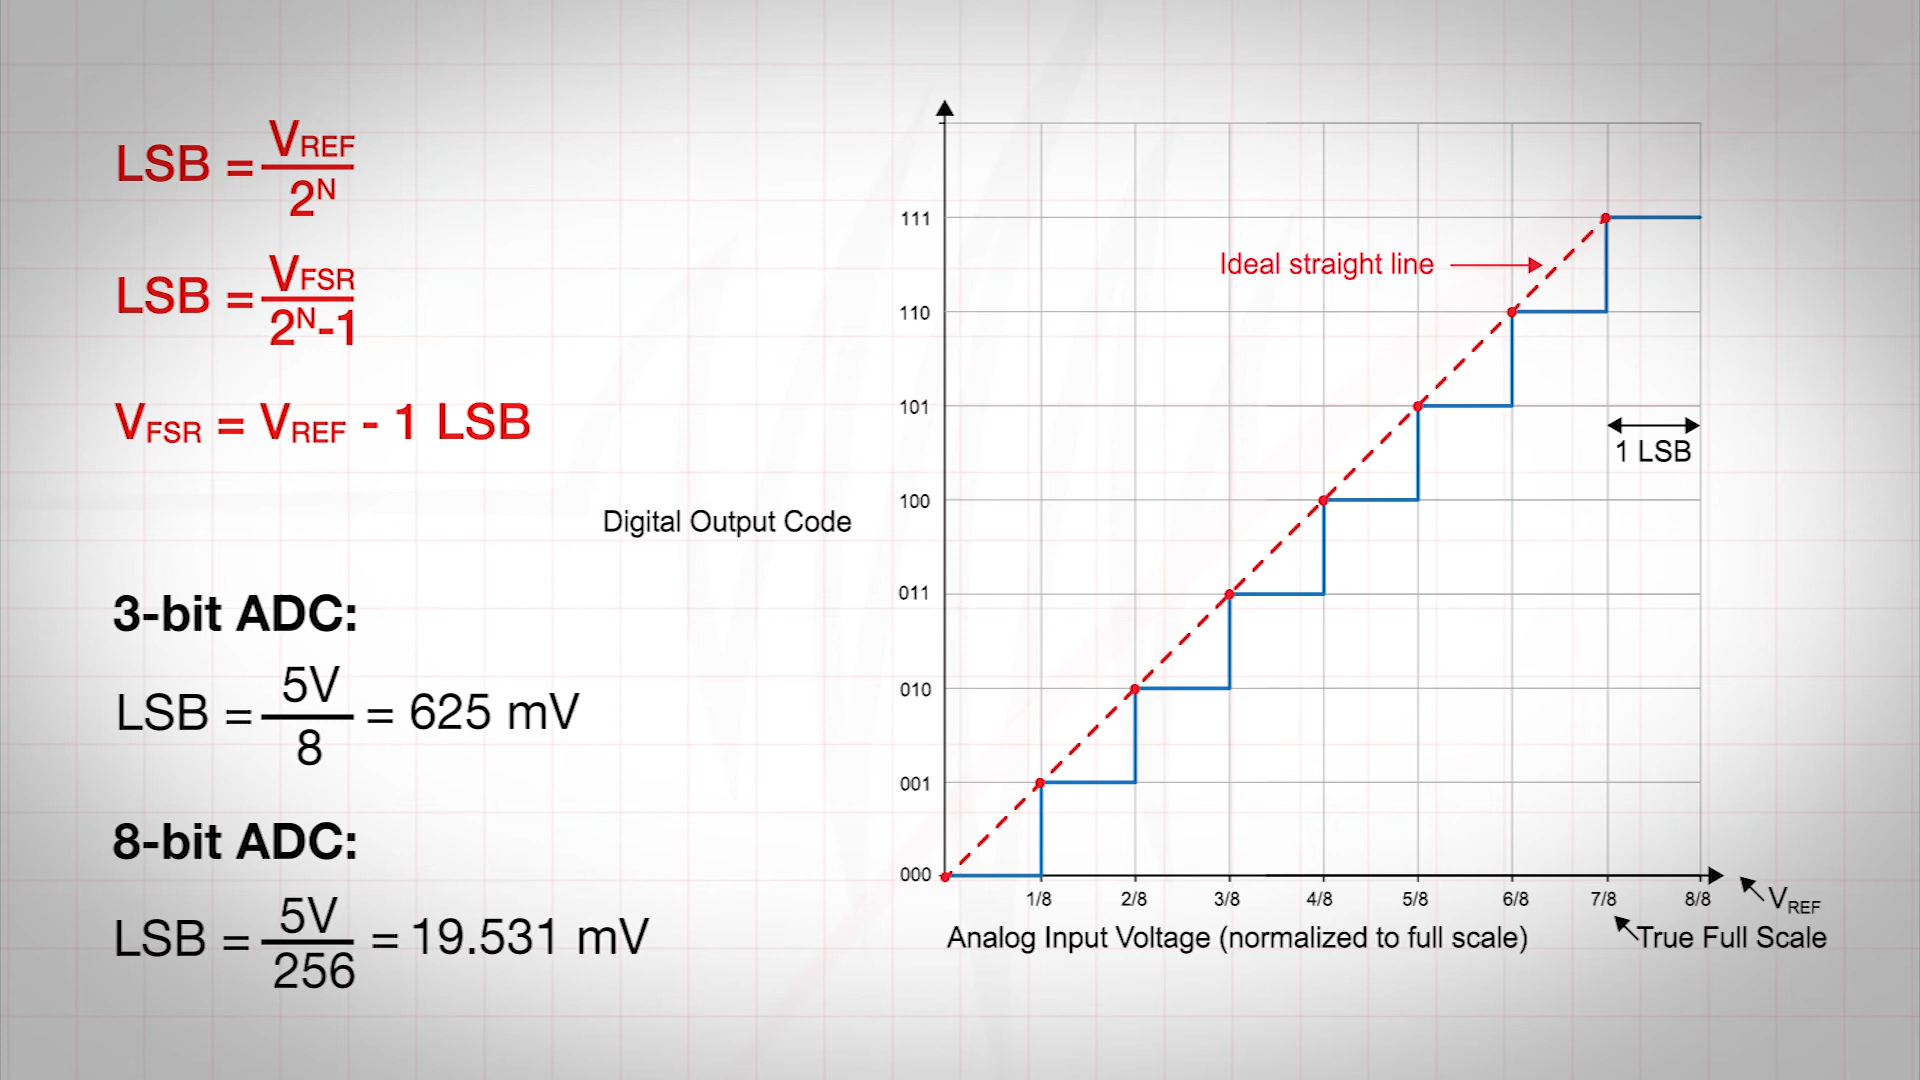 LSB = VREF / 2^N
LSB = VFSR / 2^N-1
VFSR = VREF - 1 LSB
3-bit ADC:
LSB = 5V / 8 = 625 mV
8-bit ADC:
LSB = 5V / 256 = 19.531 mV
Digital Output Code
111
110
101
100
011
010
001
000
Ideal straight line
1 LSB
1/8 2/8 3/8 4/8 5/8 6/8 7/8 8/8
VREF
Analog Input Voltage (normalized to full scale)
True Full Scale